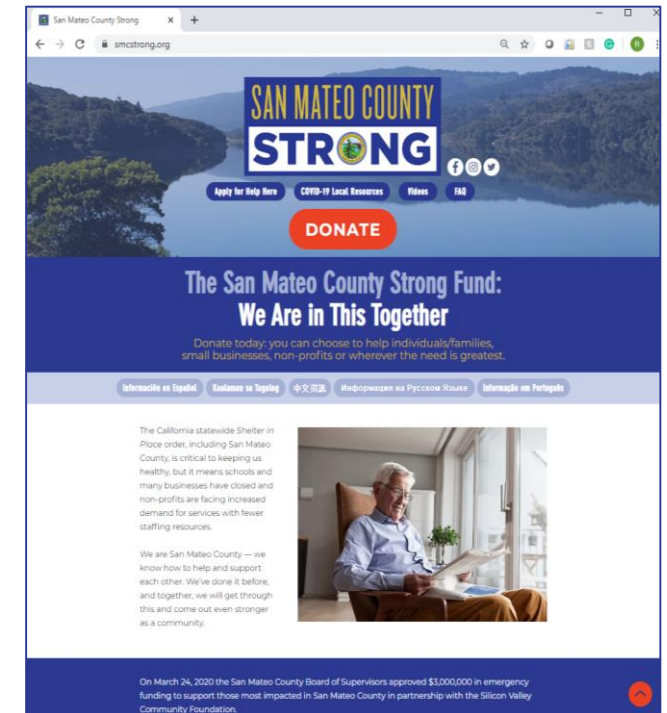 San Mateo County Strong
smcstrong.org
SAN MATEO COUNTY
STRONG
Apply for Help Here COVID-19 Local Resources Videos FAQ
DONATE
The San Mateo County Strong Fund:
We Are in This Together
Donate today: you can choose to help individuals/families,
small businesses, non-profits or wherever the need is greatest.
Información en Español Kaalaman sa Tagalog 中文资讯 Информация на Русском Языке Informação em Português
The California statewide Shelter in
Place order, including San Mateo
County, is critical to keeping us
healthy, but it means schools and
many businesses have closed and
non-profits are facing increased
demand for services with fewer
staffing resources.
We are San Mateo County — we
know how to help and support
each other. We've done it before,
and together, we will get through
this and come out even stronger
as a community.
On March 24, 2020 the San Mateo County Board of Supervisors approved $3,000,000 in emergency
funding to support those most impacted in San Mateo County in partnership with the Silicon Valley
Community Foundation.